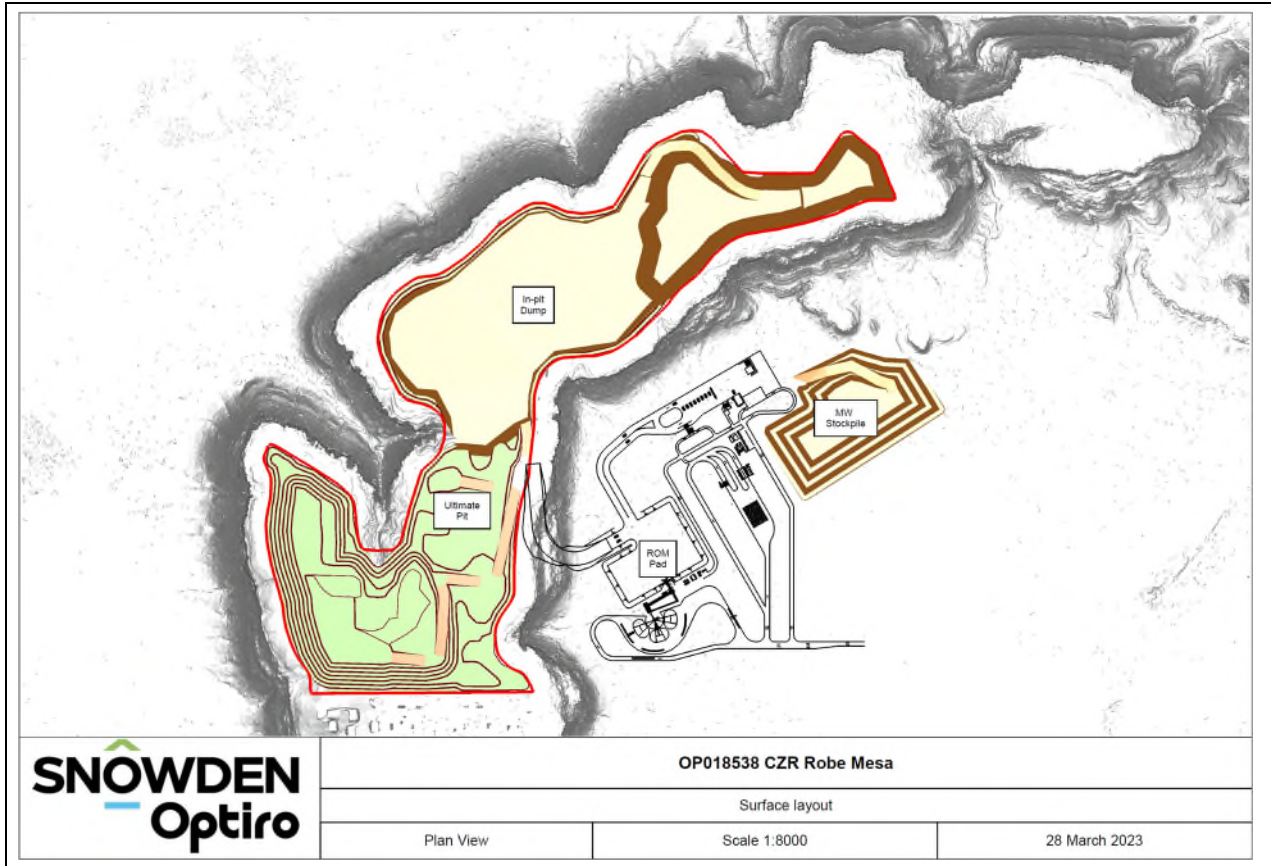 In-pit
Dump
MW
Stockpile
Ultimate
Pit
ROM
Pad
SNOWDEN
Optiro
OP018538 CZR Robe Mesa
Surface layout
Plan View
Scale 1:8000
28 March 2023